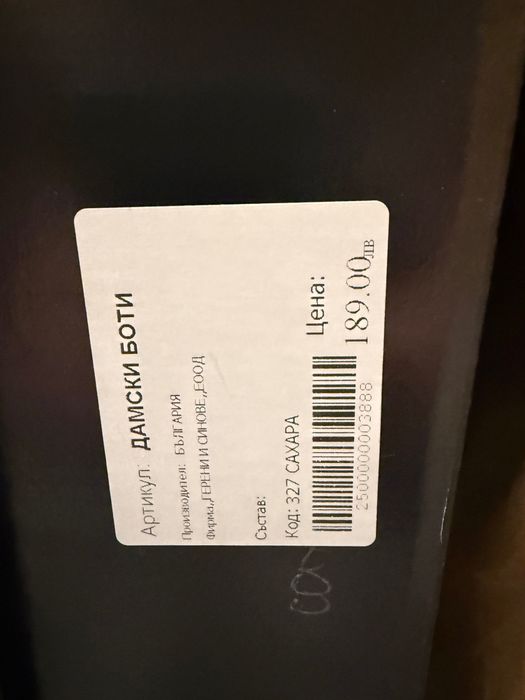 Артикул: ДАМСКИ БОТИ
Производител: БЪЛГАРИЯ
Фирма,,ГЕРЕНИ И СИНОВЕ,,ЕООД
Състав:
Код: 327 САХАРА
Цена:
189.00лв
2500000003888